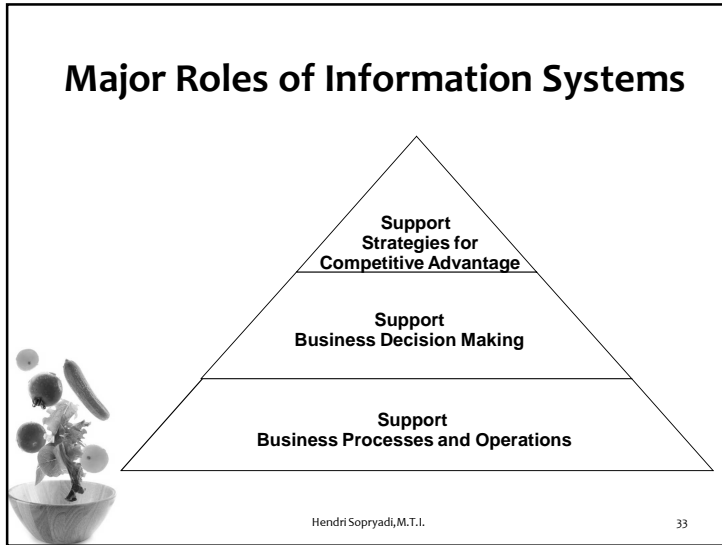 Major Roles of Information Systems
Support
Strategies for
Competitive Advantage
Support
Business Decision Making
Support
Business Processes and Operations
Hendri Sopryadi,M.T.I.
33